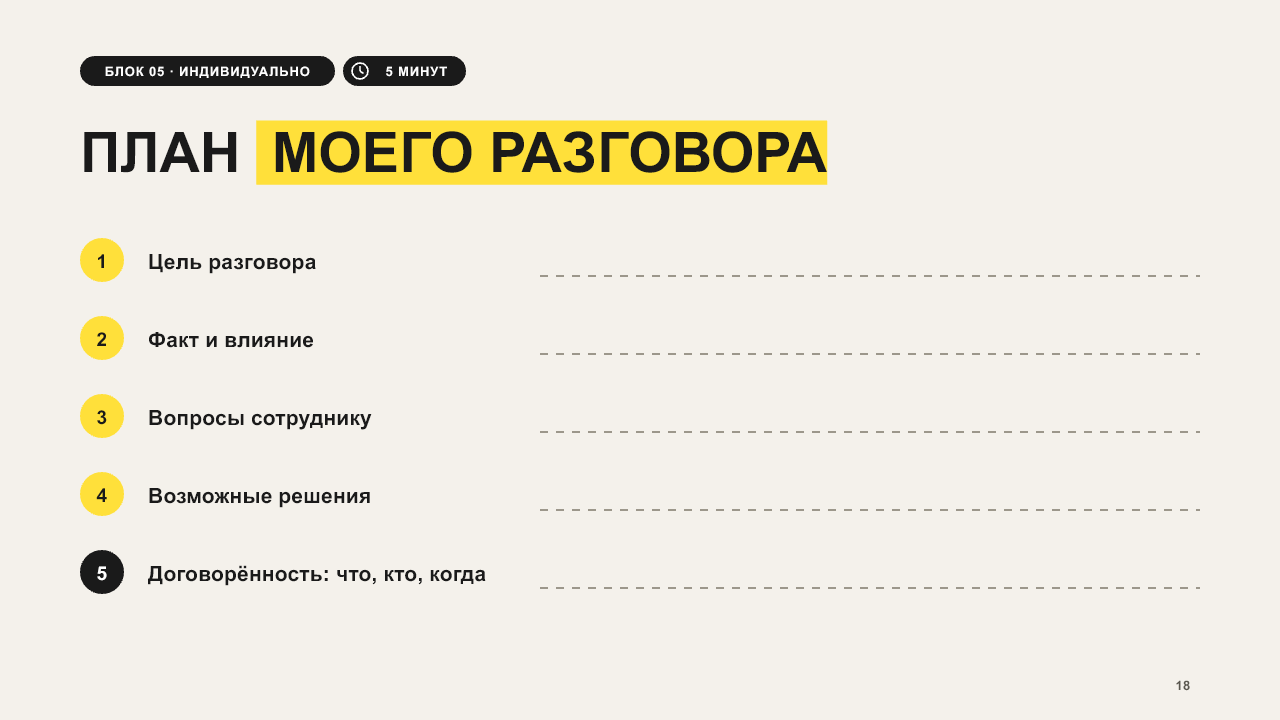 БЛОК 05 · ИНДИВИДУАЛЬНО
5 МИНУТ
ПЛАН МОЕГО РАЗГОВОРА
1 Цель разговора
2 Факт и влияние
3 Вопросы сотруднику
4 Возможные решения
5 Договорённость: что, кто, когда
18